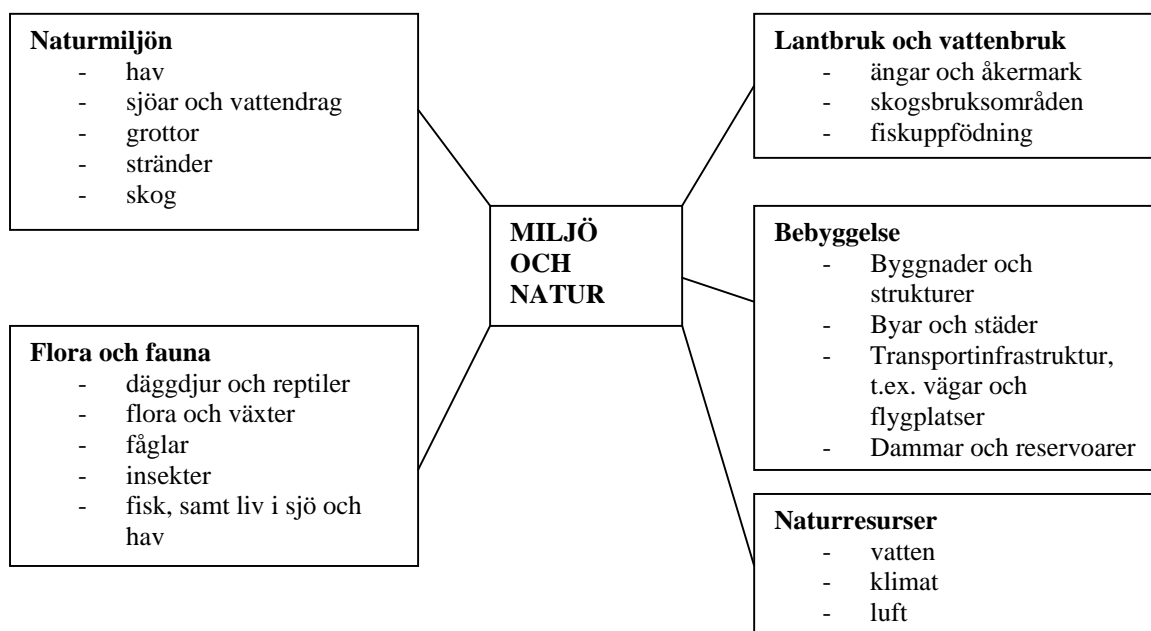 Naturmiljön
- hav
- sjöar och vattendrag
- grottor
- stränder
- skog
Flora och fauna
- däggdjur och reptiler
- flora och växter
- fåglar
- insekter
- fisk, samt liv i sjö och
hav
MILJÖ
OCH
NATUR
Lantbruk och vattenbruk
- ängar och åkermark
- skogsbruksområden
- fiskuppfödning
Bebyggelse
- Byggnader och
strukturer
- Byar och städer
- Transportinfrastruktur,
t.ex. vägar och
flygplatser
- Dammar och reservoarer
Naturresurser
- vatten
- klimat
- luft